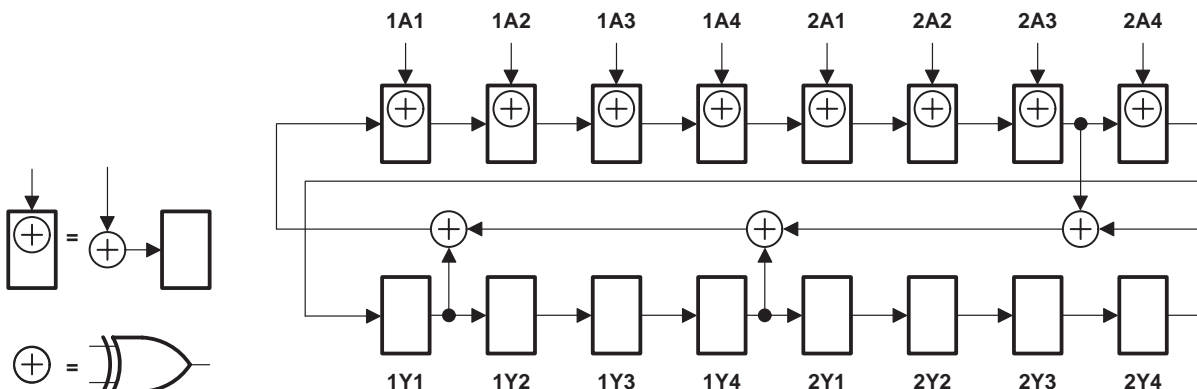 1A1 1A2 1A3 1A4 2A1 2A2 2A3 2A4
=
=
1Y1 1Y2 1Y3 1Y4 2Y1 2Y2 2Y3 2Y4